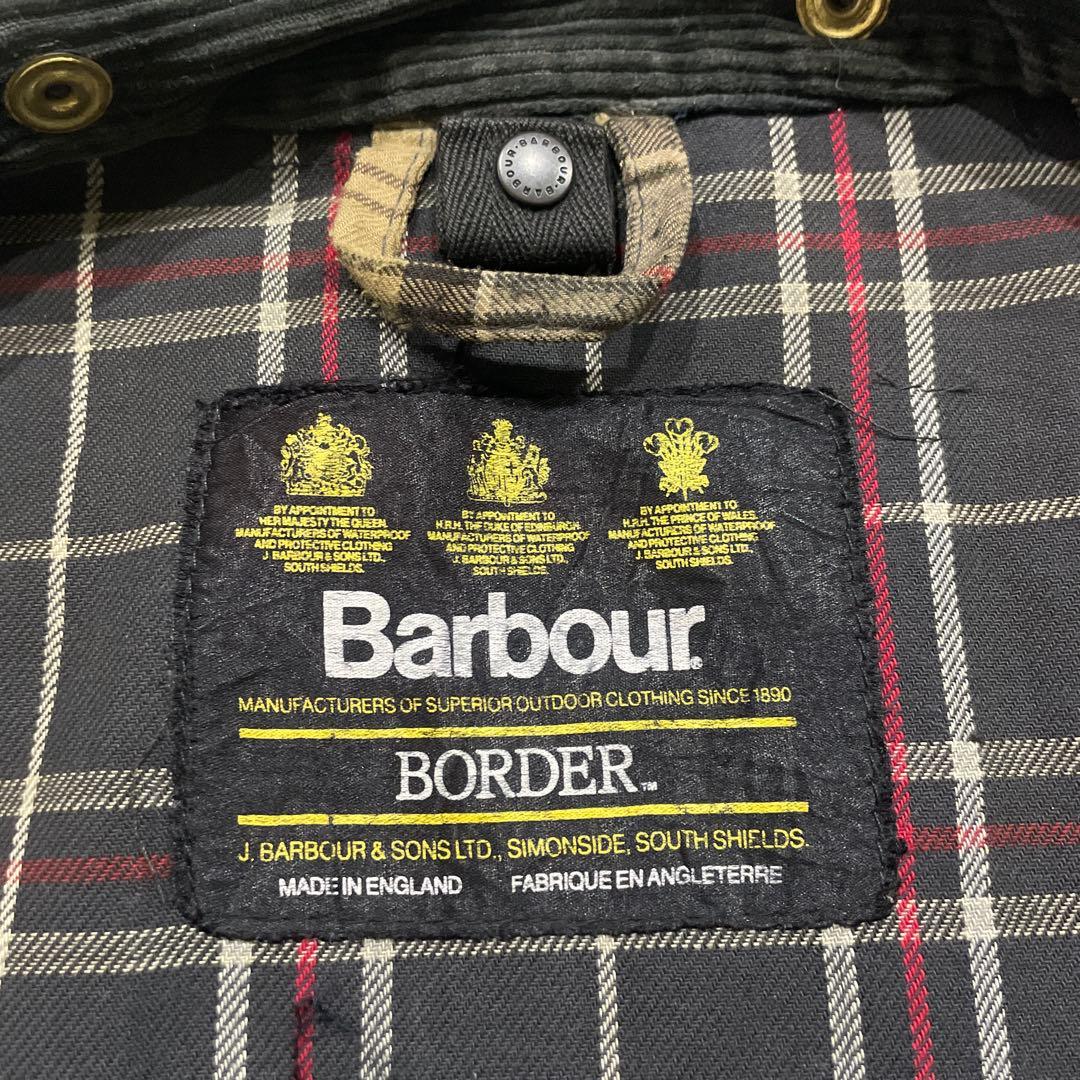 BARBOUR·BARBOUR·BARBOUR·
BY APPOINTMENT TO
HER MAJESTY THE QUEEN
MANUFACTURERS OF WATERPROOF
AND PROTECTIVE CLOTHING
J. BARBOUR & SONS LTD.,
SOUTH SHIELDS.
BY APPOINTMENT TO
H.R.H. THE DUKE OF EDINBURGH
MANUFACTURERS OF WATERPROOF
AND PROTECTIVE CLOTHING
J. BARBOUR & SONS LTD.,
SOUTH SHIELDS.
BY APPOINTMENT TO
H.R.H. THE PRINCE OF WALES
MANUFACTURERS OF WATERPROOF
AND PROTECTIVE CLOTHING
J. BARBOUR & SONS LTD.,
SOUTH SHIELDS.
Barbour®
MANUFACTURERS OF SUPERIOR OUTDOOR CLOTHING SINCE 1890
BORDER™
J. BARBOUR & SONS LTD., SIMONSIDE, SOUTH SHIELDS.
MADE IN ENGLAND FABRIQUE EN ANGLETERRE